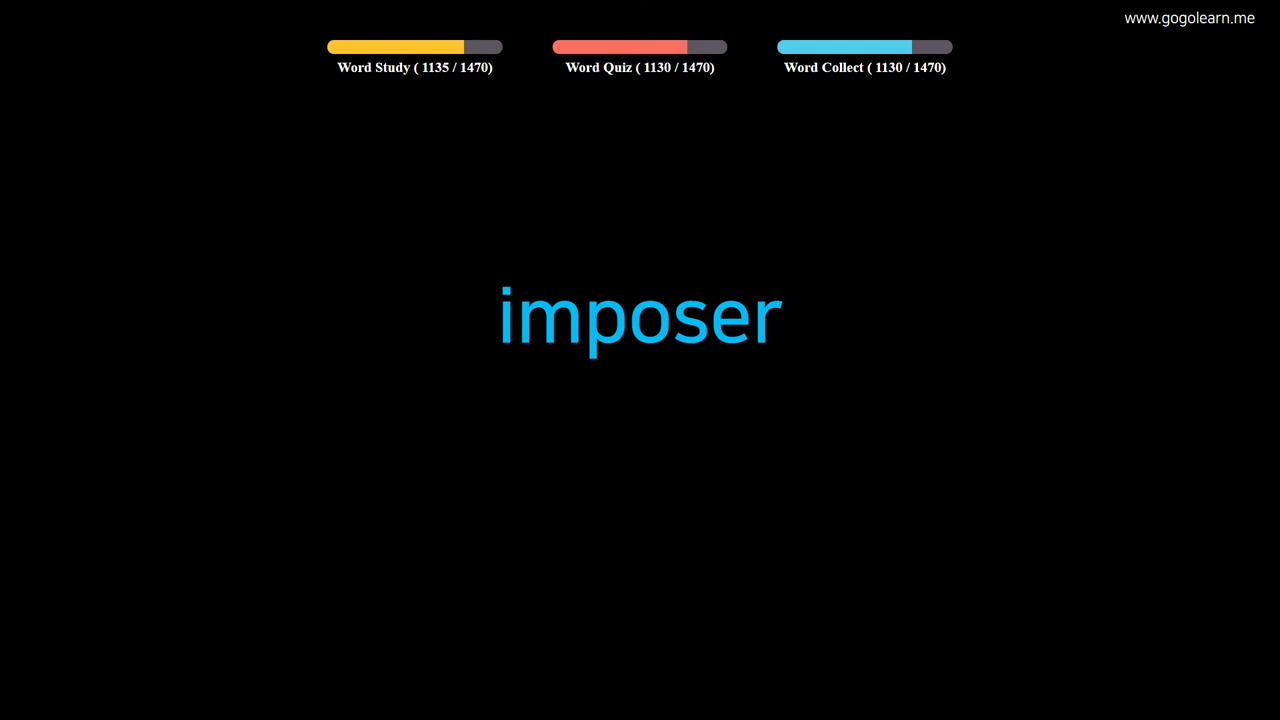 www.gogolearn.me
Word Study ( 1135 / 1470)
Word Quiz ( 1130 / 1470)
Word Collect ( 1130 / 1470)
imposer